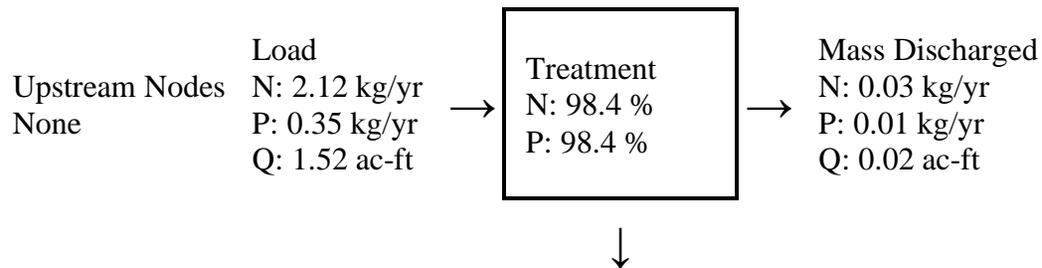 Upstream Nodes
None
Load
N: 2.12 kg/yr
P: 0.35 kg/yr
Q: 1.52 ac-ft
→
Treatment
N: 98.4 %
P: 98.4 %
→
Mass Discharged
N: 0.03 kg/yr
P: 0.01 kg/yr
Q: 0.02 ac-ft
↓